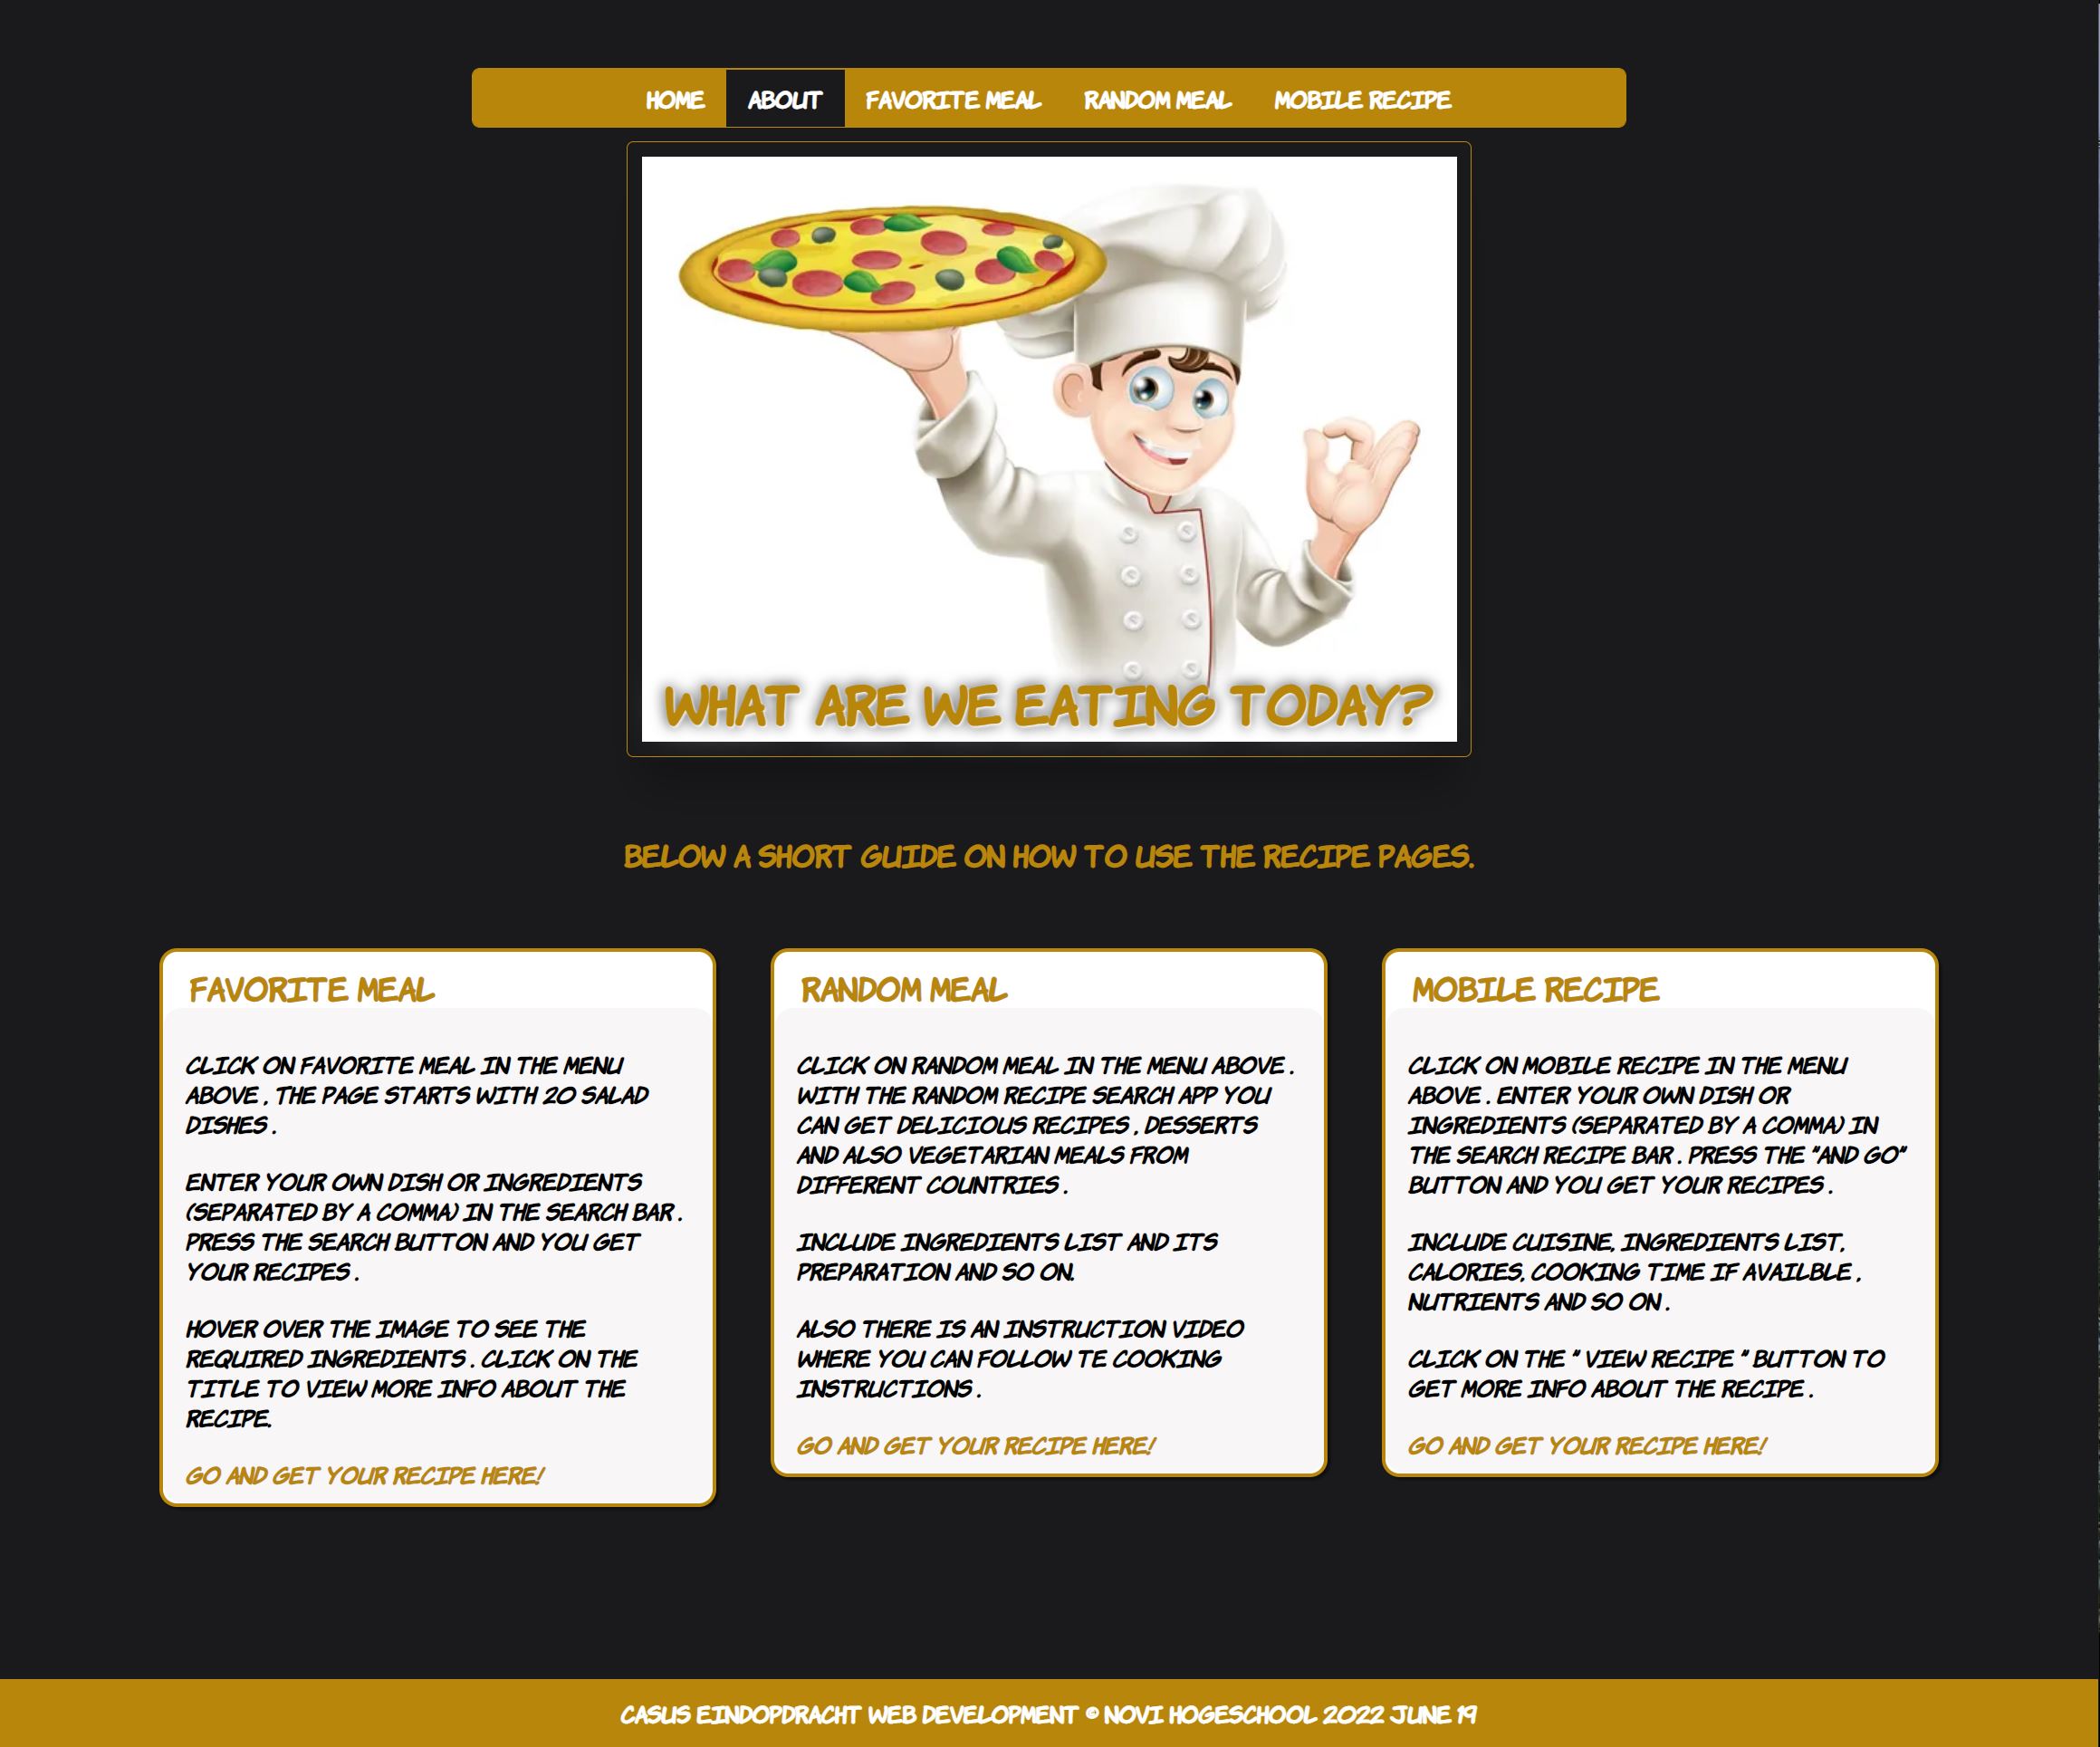 HOME ABOUT FAVORITE MEAL RANDOM MEAL MOBILE RECIPE
WHAT ARE WE EATING TODAY?
BELOW A SHORT GUIDE ON HOW TO USE THE RECIPE PAGES.
FAVORITE MEAL
CLICK ON FAVORITE MEAL IN THE MENU
ABOVE , THE PAGE STARTS WITH 20 SALAD
DISHES .
ENTER YOUR OWN DISH OR INGREDIENTS
(SEPARATED BY A COMMA) IN THE SEARCH BAR .
PRESS THE SEARCH BUTTON AND YOU GET
YOUR RECIPES .
HOVER OVER THE IMAGE TO SEE THE
REQUIRED INGREDIENTS . CLICK ON THE
TITLE TO VIEW MORE INFO ABOUT THE
RECIPE.
GO AND GET YOUR RECIPE HERE!
RANDOM MEAL
CLICK ON RANDOM MEAL IN THE MENU ABOVE .
WITH THE RANDOM RECIPE SEARCH APP YOU
CAN GET DELICIOUS RECIPES , DESSERTS
AND ALSO VEGETARIAN MEALS FROM
DIFFERENT COUNTRIES .
INCLUDE INGREDIENTS LIST AND ITS
PREPARATION AND SO ON.
ALSO THERE IS AN INSTRUCTION VIDEO
WHERE YOU CAN FOLLOW TE COOKING
INSTRUCTIONS .
GO AND GET YOUR RECIPE HERE!
MOBILE RECIPE
CLICK ON MOBILE RECIPE IN THE MENU
ABOVE . ENTER YOUR OWN DISH OR
INGREDIENTS (SEPARATED BY A COMMA) IN
THE SEARCH RECIPE BAR . PRESS THE "AND GO"
BUTTON AND YOU GET YOUR RECIPES .
INCLUDE CUISINE, INGREDIENTS LIST,
CALORIES, COOKING TIME IF AVAILBLE ,
NUTRIENTS AND SO ON .
CLICK ON THE " VIEW RECIPE " BUTTON TO
GET MORE INFO ABOUT THE RECIPE .
GO AND GET YOUR RECIPE HERE!
CASUS EINDOPDRACHT WEB DEVELOPMENT © NOVI HOGESCHOOL 2022 JUNE 19